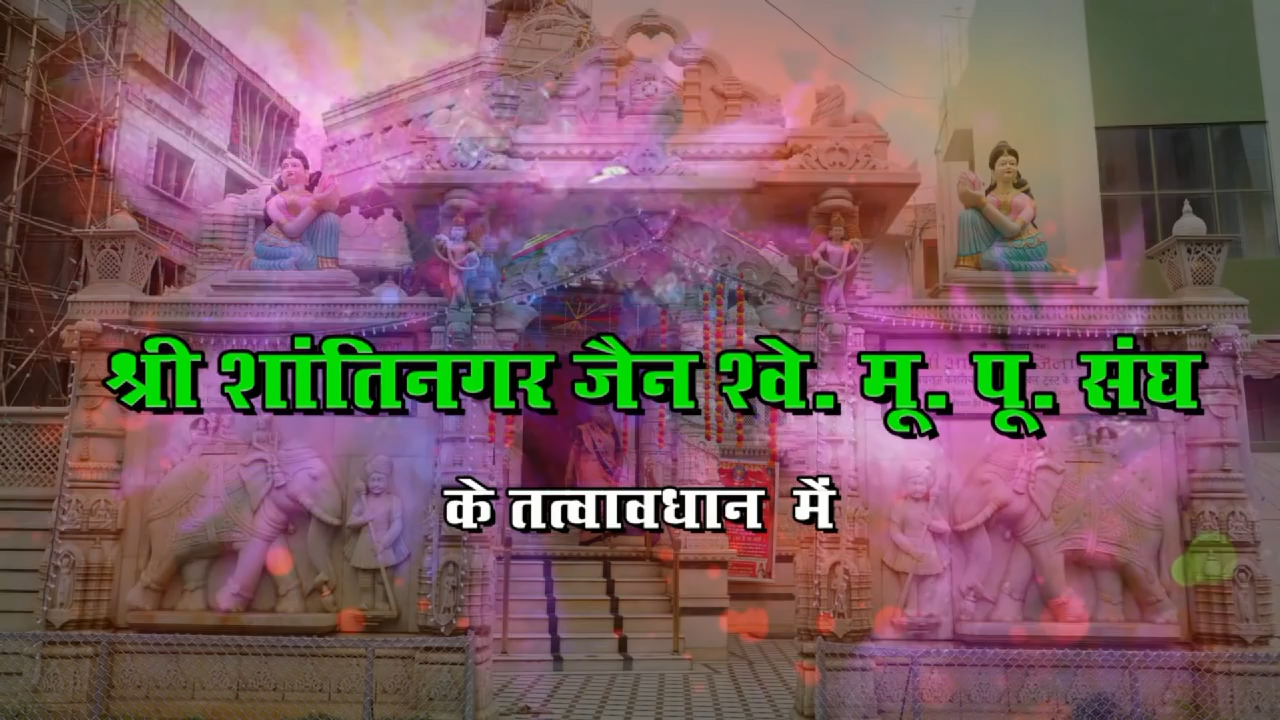 श्री शांतिनगर जैन श्वे. मू. पू. संघ
के तत्वावधान में